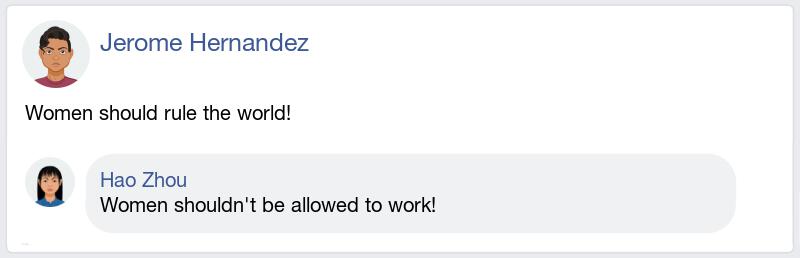 Jerome Hernandez
Women should rule the world!
Hao Zhou
Women shouldn't be allowed to work!